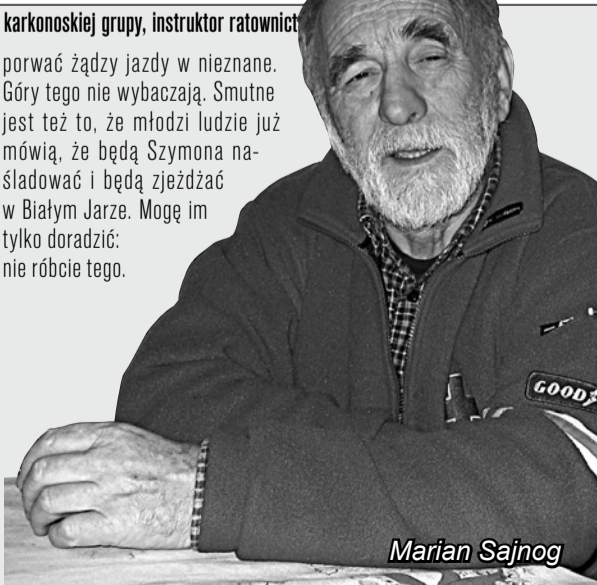 karkonoskiej grupy, instruktor ratownict
porwać żądzy jazdy w nieznane.
Góry tego nie wybaczają. Smutne
jest też to, że młodzi ludzie już
mówią, że będą Szymona na-
śladować i będą zjeżdżać
w Białym Jarze. Mogę im
tylko doradzić:
nie róbcie tego.
GOOD
Marian Sajnog